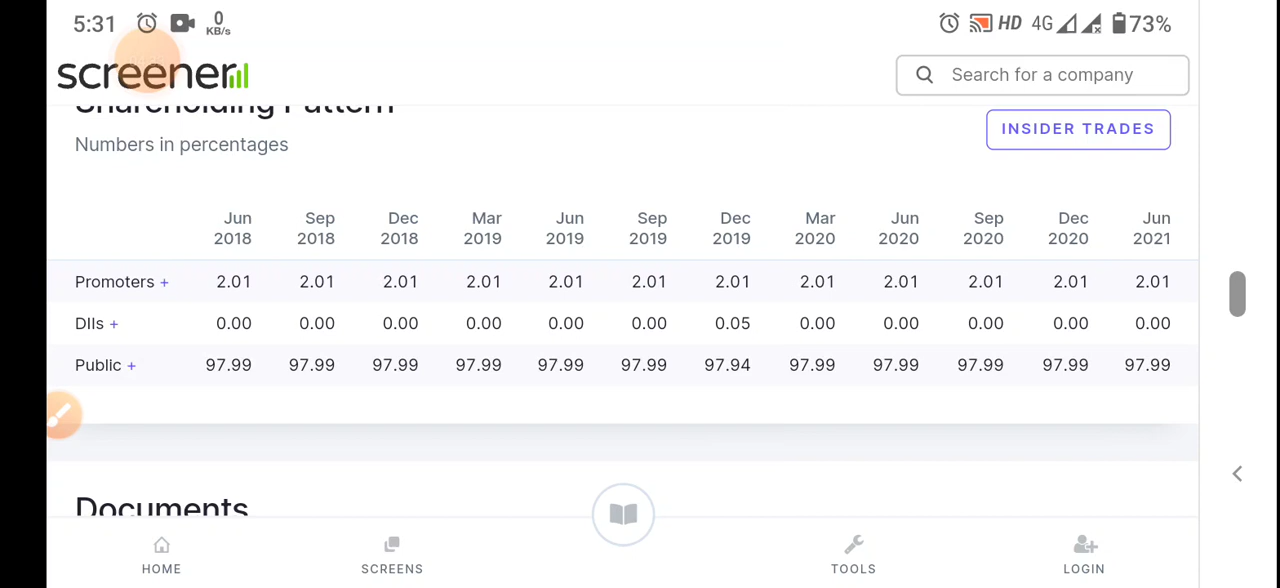 5:31 0 KB/s HD 4G 73%
screener Search for a company
Shareholding Pattern
INSIDER TRADES
Numbers in percentages
Jun 2018 Sep 2018 Dec 2018 Mar 2019 Jun 2019 Sep 2019 Dec 2019 Mar 2020 Jun 2020 Sep 2020 Dec 2020 Jun 2021
Promoters + 2.01 2.01 2.01 2.01 2.01 2.01 2.01 2.01 2.01 2.01 2.01 2.01
DIIs + 0.00 0.00 0.00 0.00 0.00 0.00 0.05 0.00 0.00 0.00 0.00 0.00
Public + 97.99 97.99 97.99 97.99 97.99 97.99 97.94 97.99 97.99 97.99 97.99 97.99
Documents
HOME SCREENS TOOLS LOGIN